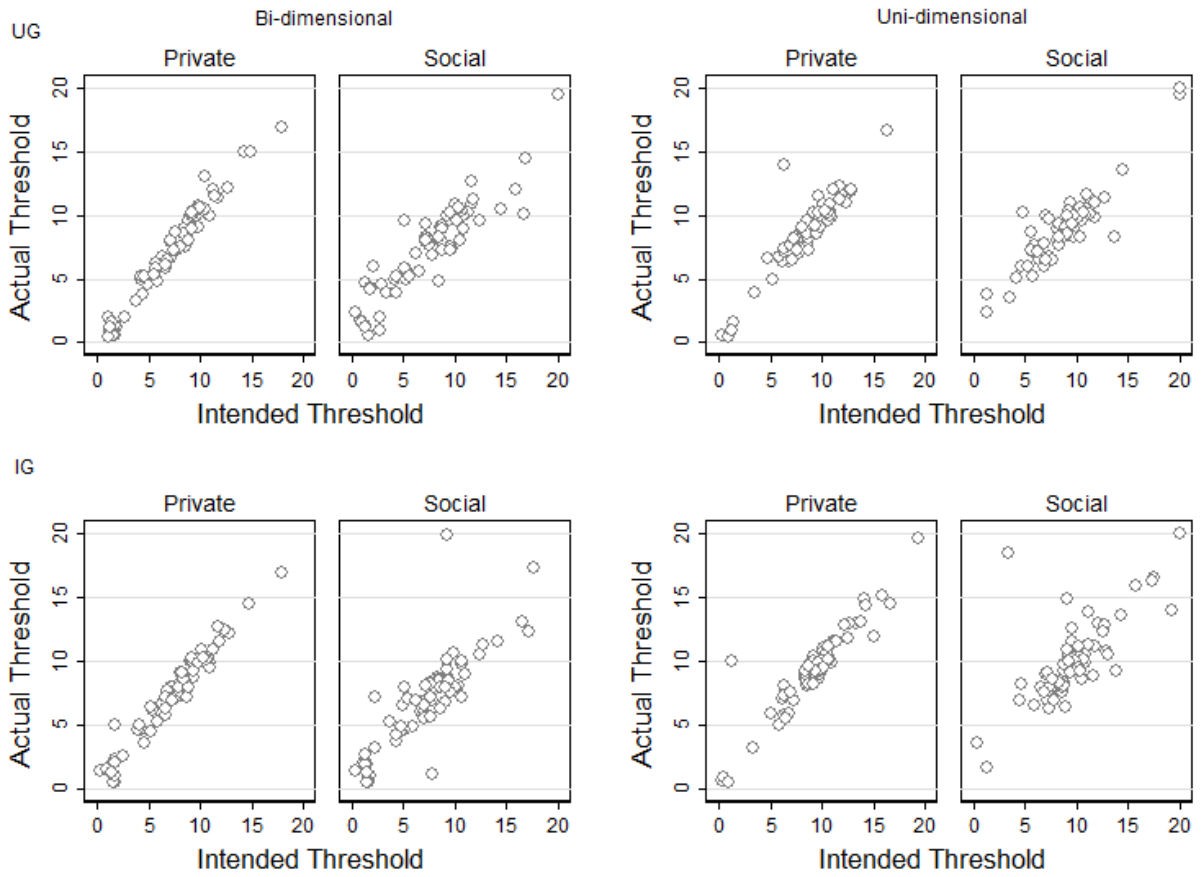 UG
Bi-dimensional
Uni-dimensional
Private Social
Private Social
Actual Threshold
20
15
10
5
0
0 5 10 15 20 0 5 10 15 20
Intended Threshold
Actual Threshold
20
15
10
5
0
0 5 10 15 20 0 5 10 15 20
Intended Threshold
IG
Private Social
Private Social
Actual Threshold
20
15
10
5
0
0 5 10 15 20 0 5 10 15 20
Intended Threshold
Actual Threshold
20
15
10
5
0
0 5 10 15 20 0 5 10 15 20
Intended Threshold